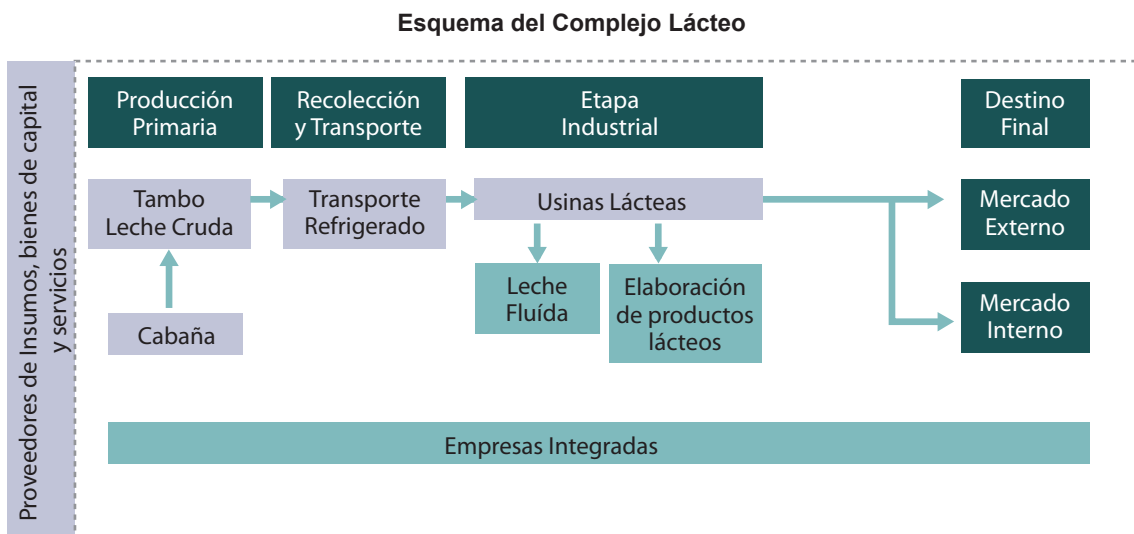 Esquema del Complejo Lácteo
Proveedores de Insumos, bienes de capital
y servicios
Producción
Primaria
Recolección
y Transporte
Etapa
Industrial
Destino
Final
Tambo
Leche Cruda
Transporte
Refrigerado
Usinas Lácteas
Mercado
Externo
Leche
Fluída
Elaboración
de productos
lácteos
Mercado
Interno
Cabaña
Empresas Integradas